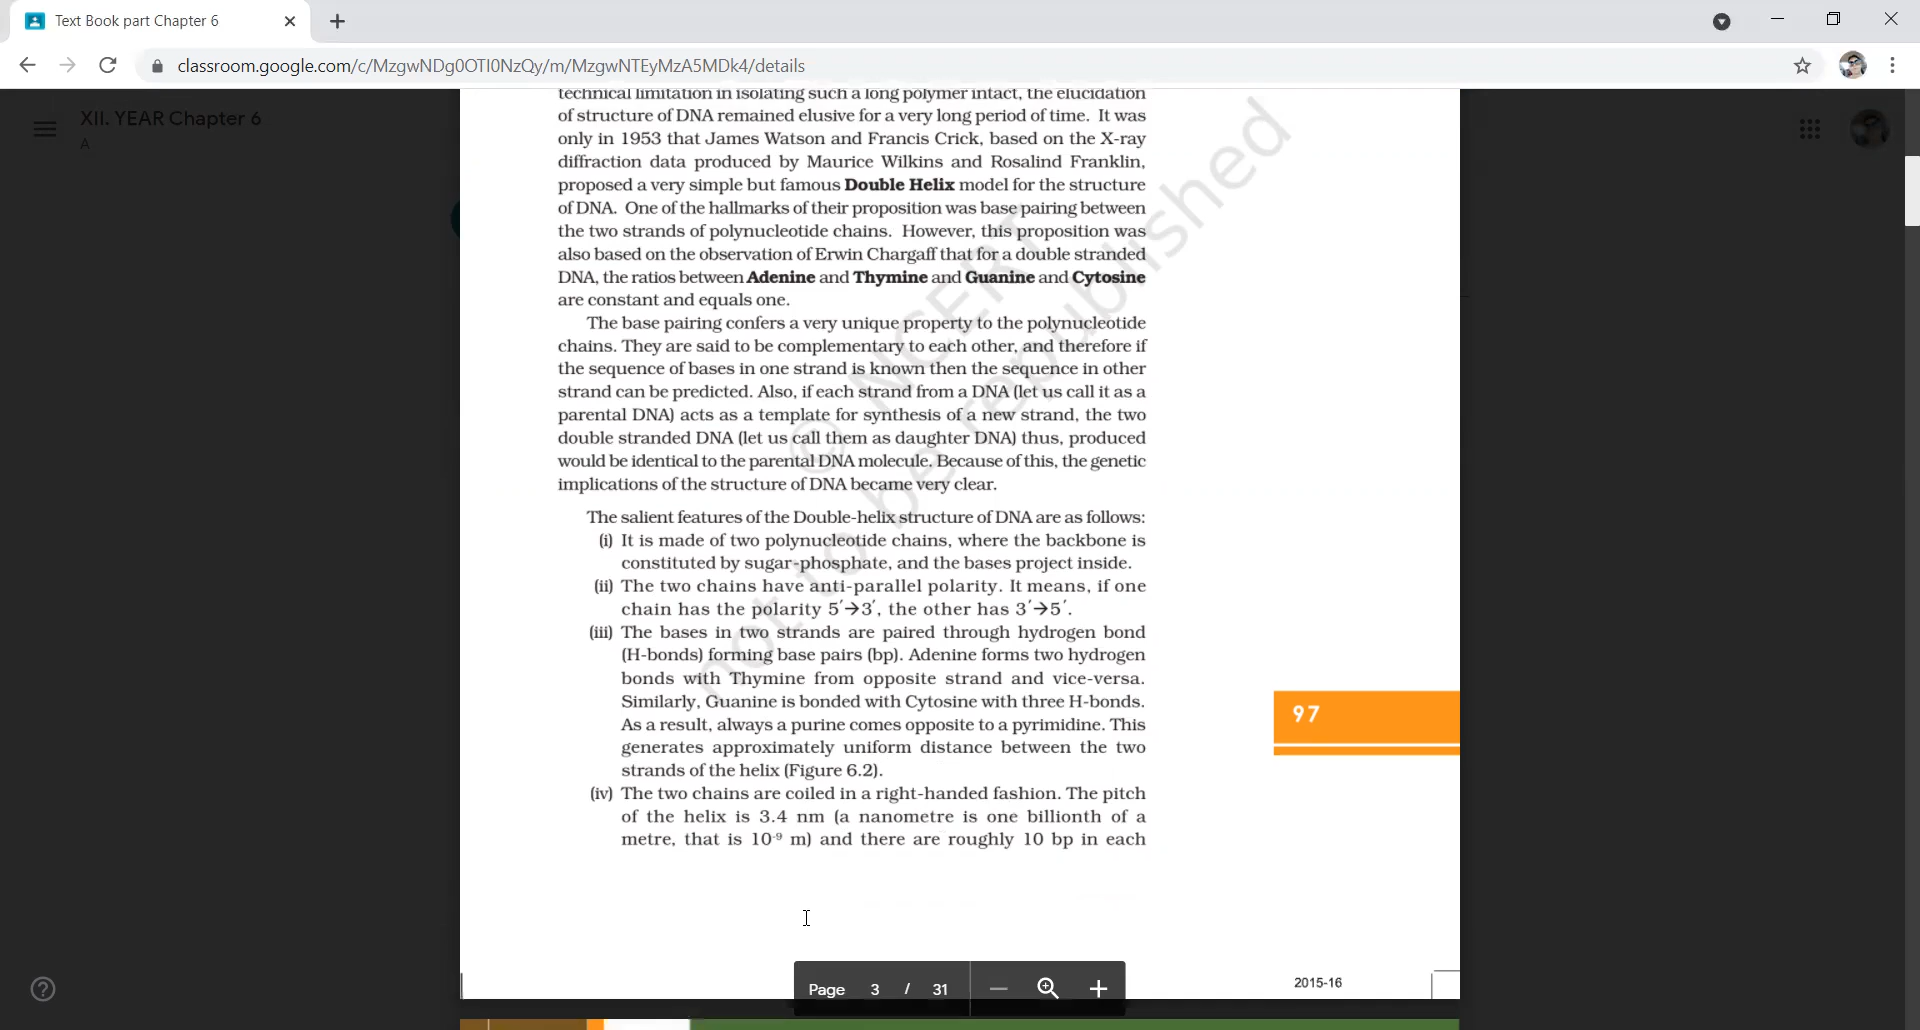 Text Book part Chapter 6
classroom.google.com/c/MzgwNDg0OTI0NzQy/m/MzgwNTEyMzA5MDk4/details
XII. YEAR Chapter 6
A
technical limitation in isolating such a long polymer intact, the elucidation
of structure of DNA remained elusive for a very long period of time. It was
only in 1953 that James Watson and Francis Crick, based on the X-ray
diffraction data produced by Maurice Wilkins and Rosalind Franklin,
proposed a very simple but famous Double Helix model for the structure
of DNA. One of the hallmarks of their proposition was base pairing between
the two strands of polynucleotide chains. However, this proposition was
also based on the observation of Erwin Chargaff that for a double stranded
DNA, the ratios between Adenine and Thymine and Guanine and Cytosine
are constant and equals one.
The base pairing confers a very unique property to the polynucleotide
chains. They are said to be complementary to each other, and therefore if
the sequence of bases in one strand is known then the sequence in other
strand can be predicted. Also, if each strand from a DNA (let us call it as a
parental DNA) acts as a template for synthesis of a new strand, the two
double stranded DNA (let us call them as daughter DNA) thus, produced
would be identical to the parental DNA molecule. Because of this, the genetic
implications of the structure of DNA became very clear.
The salient features of the Double-helix structure of DNA are as follows:
(i) It is made of two polynucleotide chains, where the backbone is
constituted by sugar-phosphate, and the bases project inside.
(ii) The two chains have anti-parallel polarity. It means, if one
chain has the polarity 5′→3′, the other has 3′→5′.
(iii) The bases in two strands are paired through hydrogen bond
(H-bonds) forming base pairs (bp). Adenine forms two hydrogen
bonds with Thymine from opposite strand and vice-versa.
Similarly, Guanine is bonded with Cytosine with three H-bonds.
As a result, always a purine comes opposite to a pyrimidine. This
generates approximately uniform distance between the two
strands of the helix (Figure 6.2).
(iv) The two chains are coiled in a right-handed fashion. The pitch
of the helix is 3.4 nm (a nanometre is one billionth of a
metre, that is 10⁻⁹ m) and there are roughly 10 bp in each
© NCERT
not to be republished
97
Page 3 / 31
2015-16